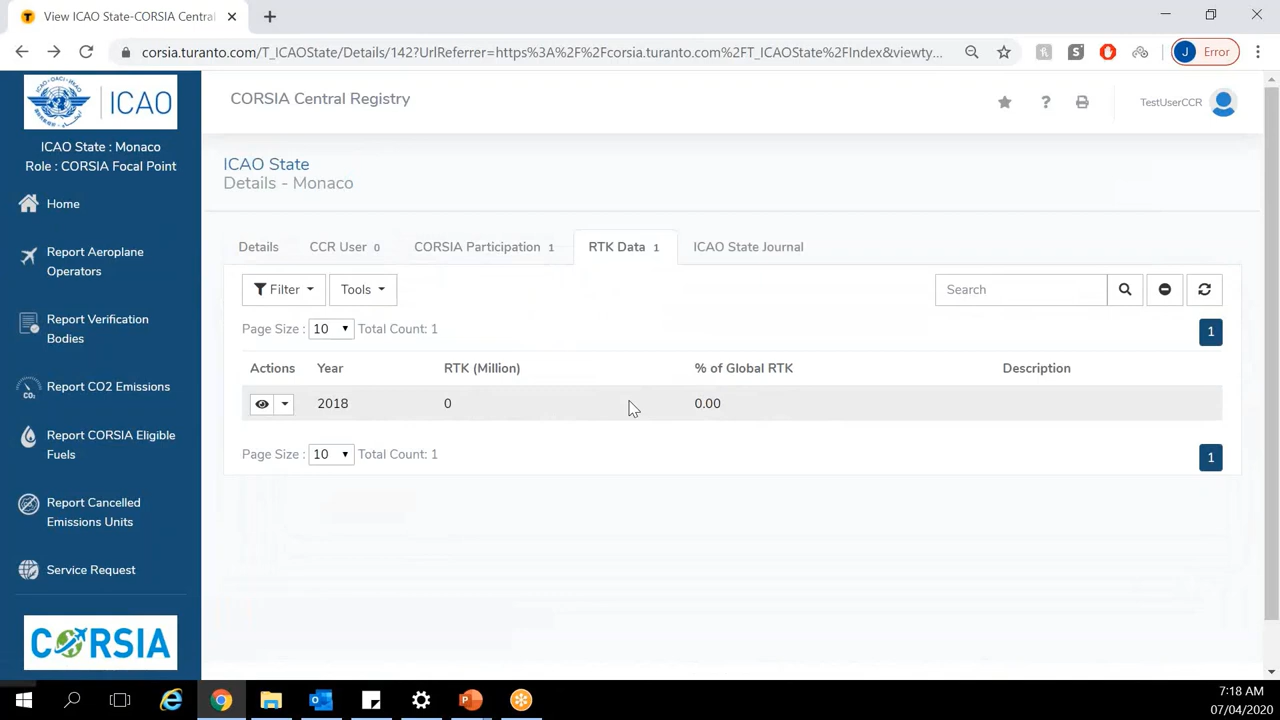 View ICAO State-CORSIA Central
corsia.turanto.com/T_ICAOState/Details/142?UrlReferrer=https%3A%2F%2Fcorsia.turanto.com%2FT_ICAOState%2FIndex&viewty...
J Error
ICAO
CORSIA Central Registry
TestUserCCR
ICAO State : Monaco
Role : CORSIA Focal Point
Home
Report Aeroplane
Operators
Report Verification
Bodies
Report CO2 Emissions
Report CORSIA Eligible
Fuels
Report Cancelled
Emissions Units
Service Request
CORSIA
ICAO State
Details - Monaco
Details
CCR User 0
CORSIA Participation 1
RTK Data 1
ICAO State Journal
Filter
Tools
Search
Page Size : 10 Total Count: 1
1
Actions Year RTK (Million) % of Global RTK Description
2018 0 0.00
Page Size : 10 Total Count: 1
1
7:18 AM
07/04/2020